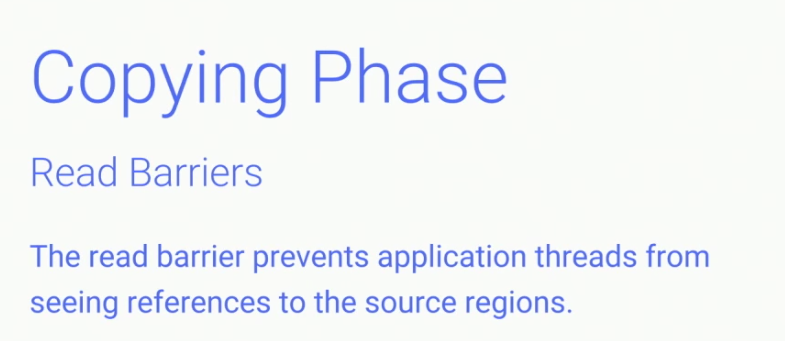 Copying Phase
Read Barriers
The read barrier prevents application threads from
seeing references to the source regions.